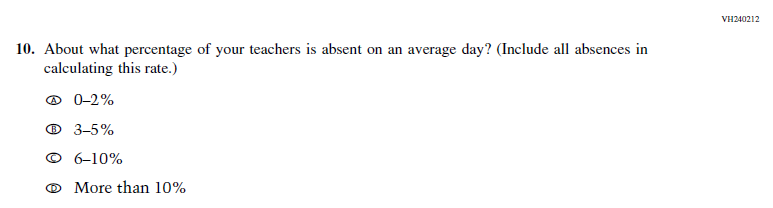 VH240212
10. About what percentage of your teachers is absent on an average day? (Include all absences in
calculating this rate.)
A 0–2%
B 3–5%
C 6–10%
D More than 10%